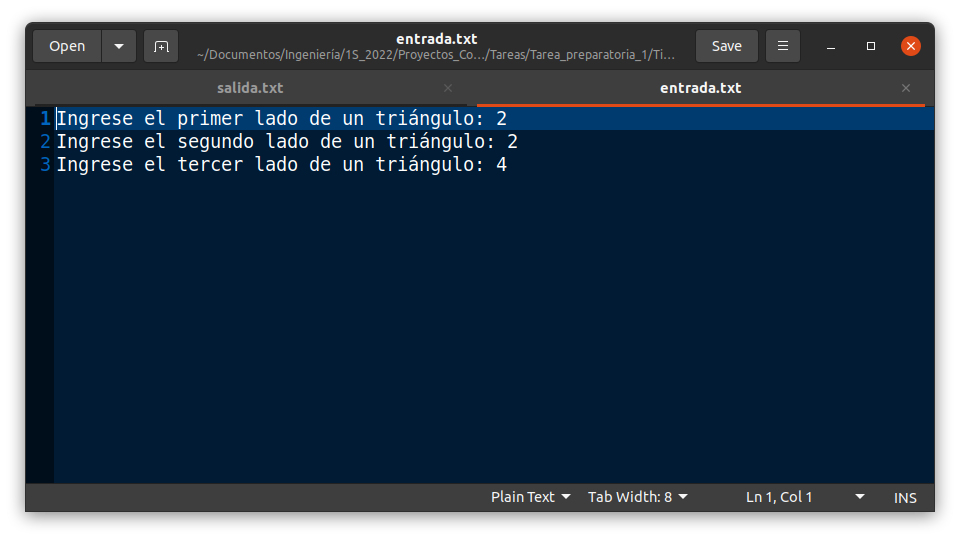 Open
entrada.txt
~/Documentos/Ingeniería/1S_2022/Proyectos_Co.../Tareas/Tarea_preparatoria_1/Ti...
Save
salida.txt
entrada.txt
1 Ingrese el primer lado de un triángulo: 2
2 Ingrese el segundo lado de un triángulo: 2
3 Ingrese el tercer lado de un triángulo: 4
Plain Text Tab Width: 8 Ln 1, Col 1 INS